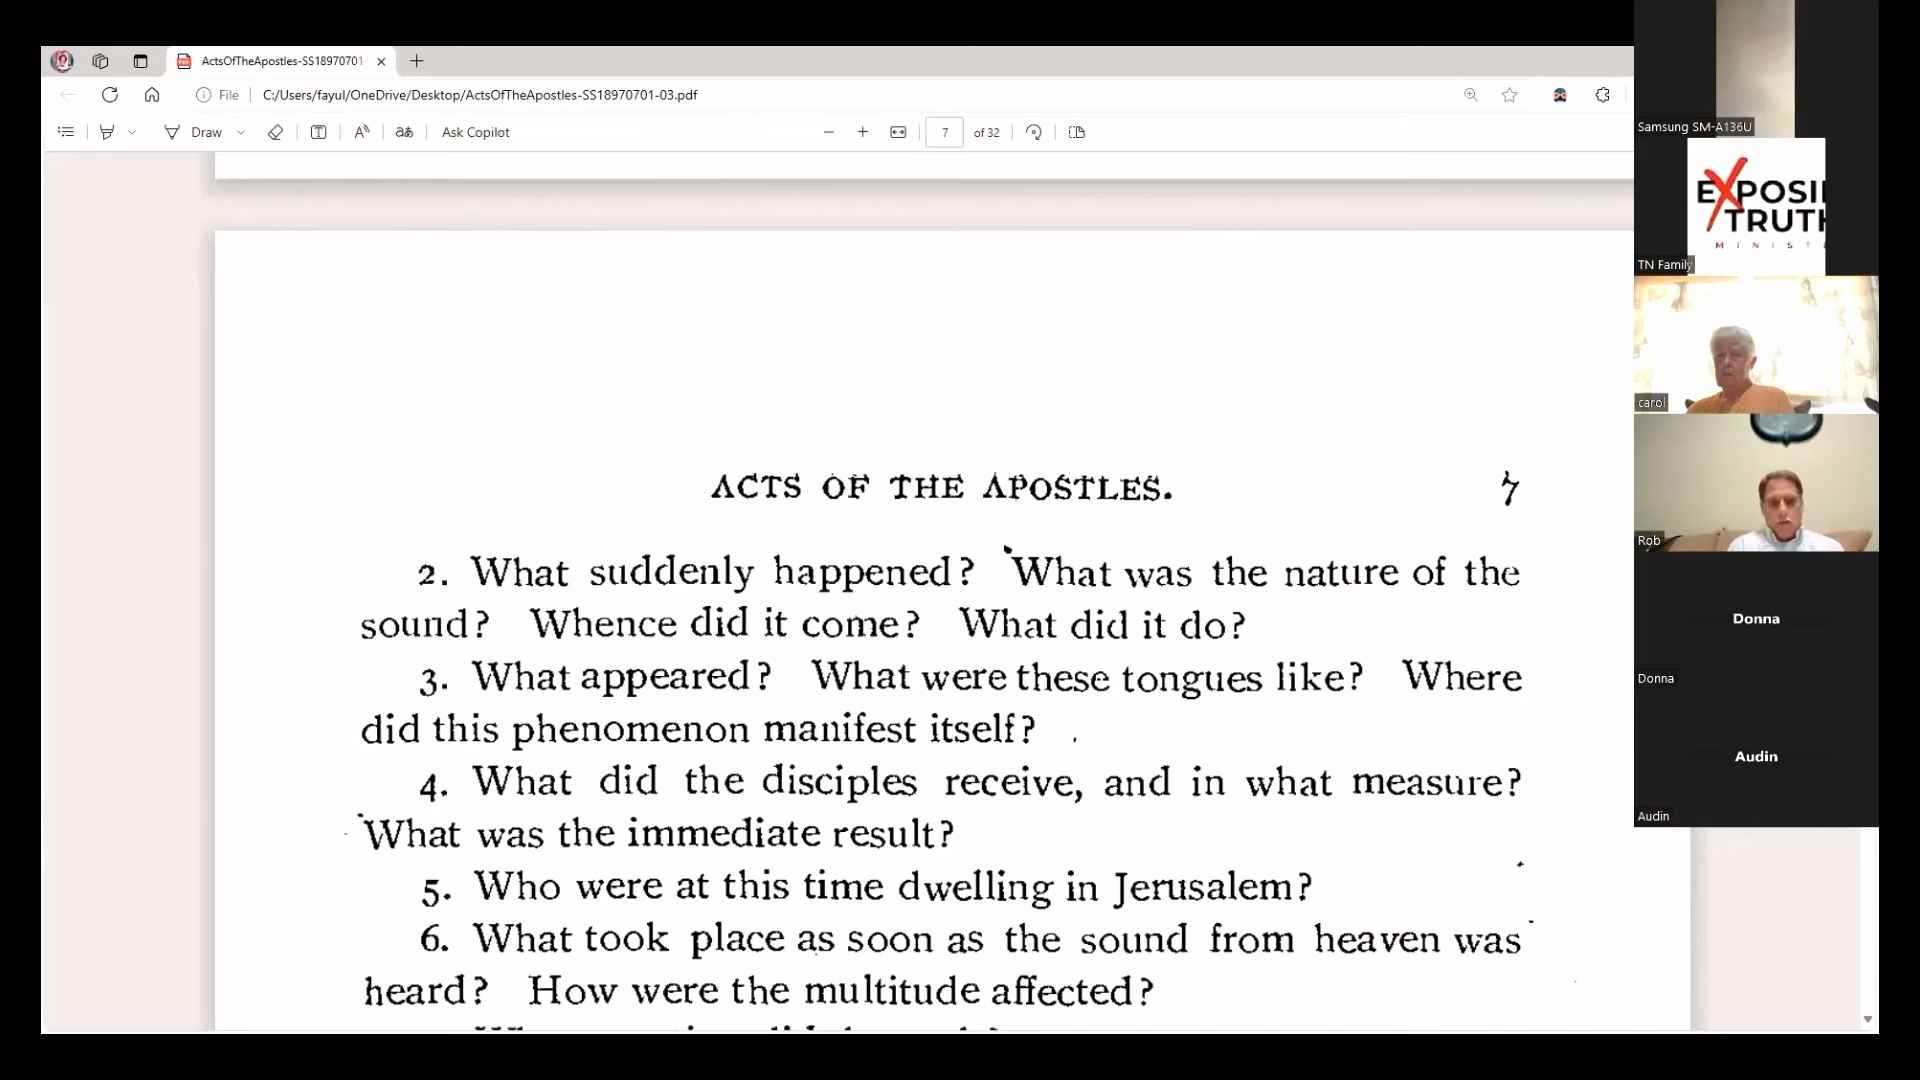 ActsOfTheApostles-SS18970701
File
C:/Users/fayul/OneDrive/Desktop/ActsOfTheApostles-SS18970701-03.pdf
Draw
Ask Copilot
7
of 32
ACTS OF THE APOSTLES. 7
2. What suddenly happened? What was the nature of the
sound? Whence did it come? What did it do?
3. What appeared? What were these tongues like? Where
did this phenomenon manifest itself?
4. What did the disciples receive, and in what measure?
What was the immediate result?
5. Who were at this time dwelling in Jerusalem?
6. What took place as soon as the sound from heaven was
heard? How were the multitude affected?
Samsung SM-A136U
EXPOSI
TRUTH
MINIST
TN Family
carol
Rob
Donna
Donna
Audin
Audin